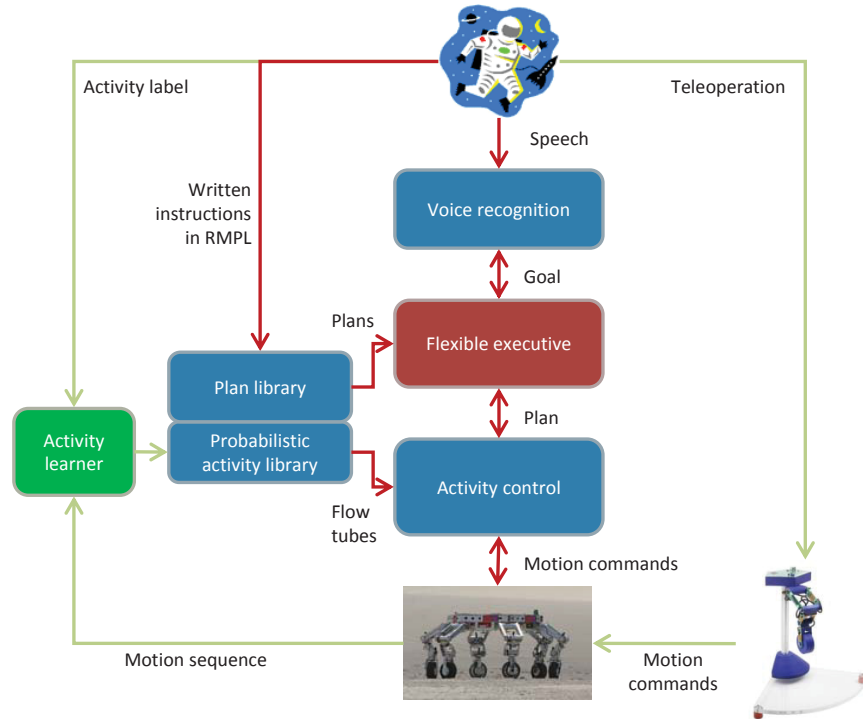 Activity label
Teleoperation
Speech
Written
instructions
in RMPL
Voice recognition
Goal
Plans
Flexible executive
Plan library
Plan
Activity
learner
Probabilistic
activity library
Activity control
Flow
tubes
Motion commands
Motion sequence
Motion
commands